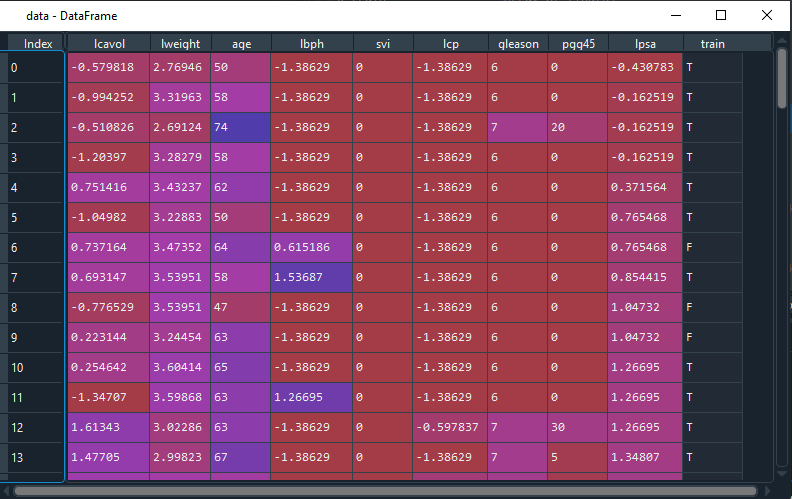 data - DataFrame
Index lcavol lweight age lbph svi lcp gleason pgg45 lpsa train
0 -0.579818 2.76946 50 -1.38629 0 -1.38629 6 0 -0.430783 T
1 -0.994252 3.31963 58 -1.38629 0 -1.38629 6 0 -0.162519 T
2 -0.510826 2.69124 74 -1.38629 0 -1.38629 7 20 -0.162519 T
3 -1.20397 3.28279 58 -1.38629 0 -1.38629 6 0 -0.162519 T
4 0.751416 3.43237 62 -1.38629 0 -1.38629 6 0 0.371564 T
5 -1.04982 3.22883 50 -1.38629 0 -1.38629 6 0 0.765468 T
6 0.737164 3.47352 64 0.615186 0 -1.38629 6 0 0.765468 F
7 0.693147 3.53951 58 1.53687 0 -1.38629 6 0 0.854415 T
8 -0.776529 3.53951 47 -1.38629 0 -1.38629 6 0 1.04732 F
9 0.223144 3.24454 63 -1.38629 0 -1.38629 6 0 1.04732 F
10 0.254642 3.60414 65 -1.38629 0 -1.38629 6 0 1.26695 T
11 -1.34707 3.59868 63 1.26695 0 -1.38629 6 0 1.26695 T
12 1.61343 3.02286 63 -1.38629 0 -0.597837 7 30 1.26695 T
13 1.47705 2.99823 67 -1.38629 0 -1.38629 7 5 1.34807 T